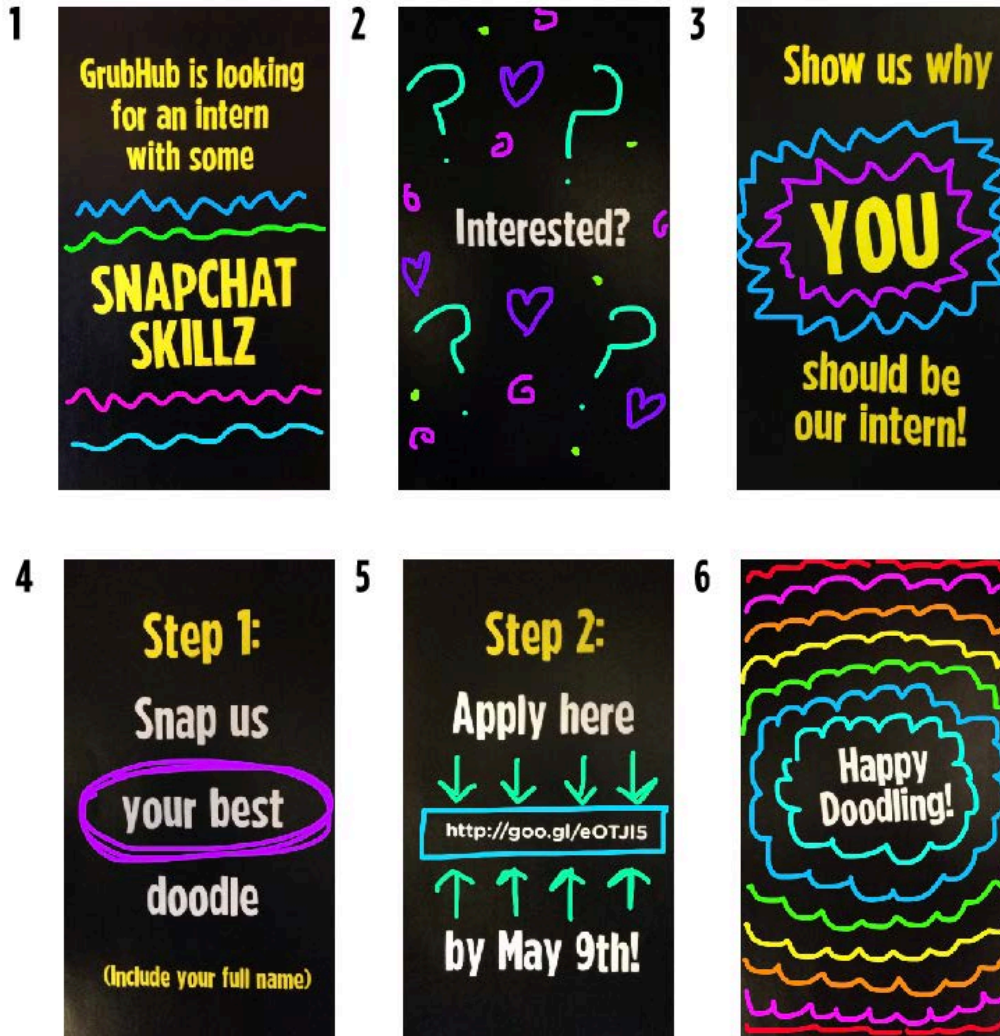 1
GrubHub is looking
for an intern
with some
SNAPCHAT
SKILLZ
2
Interested?
3
Show us why
YOU
should be
our intern!
4
Step 1:
Snap us
your best
doodle
(Include your full name)
5
Step 2:
Apply here
http://goo.gl/eOTJI5
by May 9th!
6
Happy
Doodling!